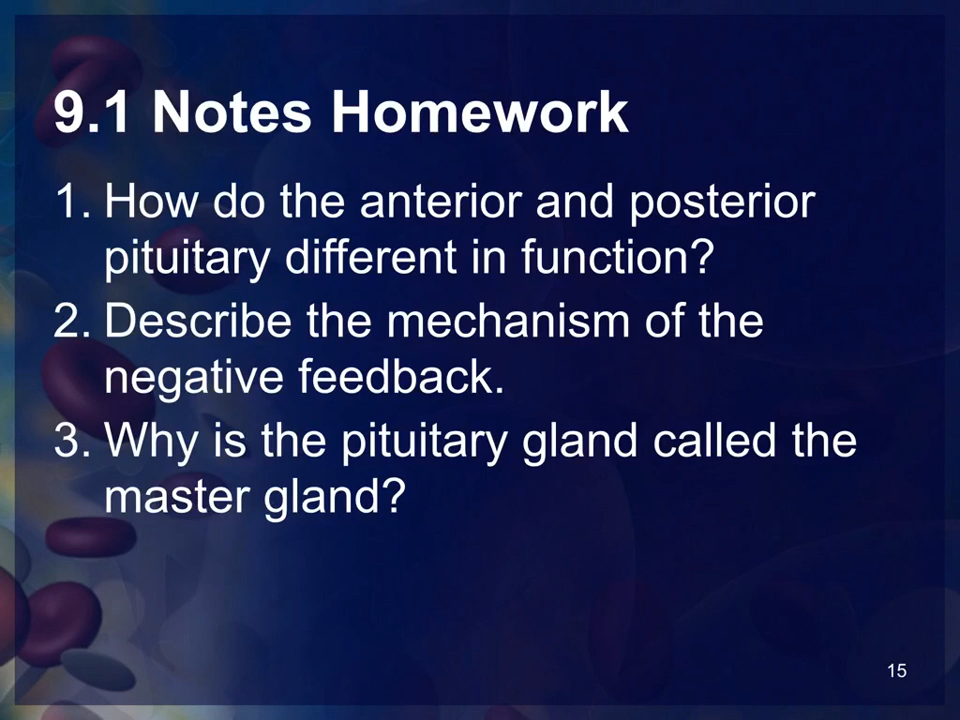 9.1 Notes Homework
1. How do the anterior and posterior
pituitary different in function?
2. Describe the mechanism of the
negative feedback.
3. Why is the pituitary gland called the
master gland?
15